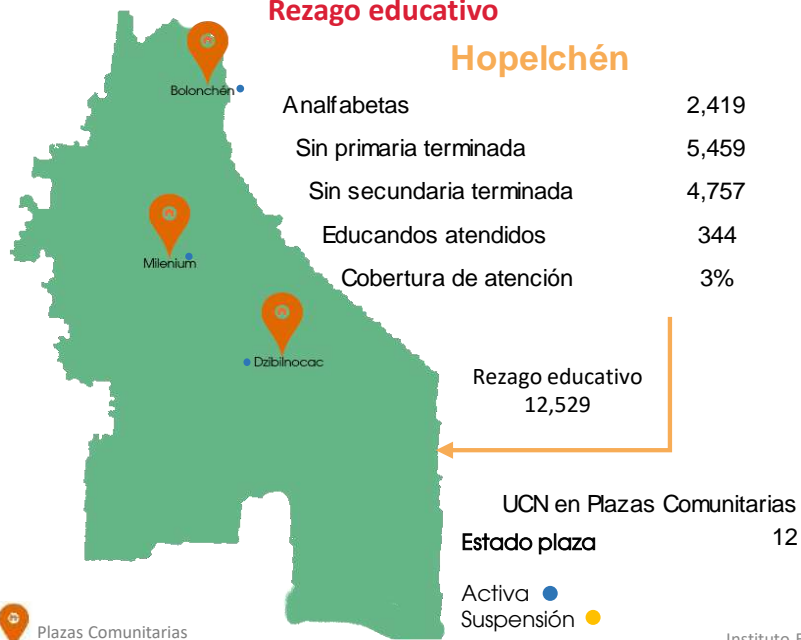 Rezago educativo
Hopelchén
Bolonchén
Analfabetas 2,419
Sin primaria terminada 5,459
Sin secundaria terminada 4,757
Educandos atendidos 344
Milenium
Cobertura de atención 3%
Dzibilnocac
Rezago educativo
12,529
UCN en Plazas Comunitarias
Estado plaza 12
Activa
Suspensión
Plazas Comunitarias
Instituto